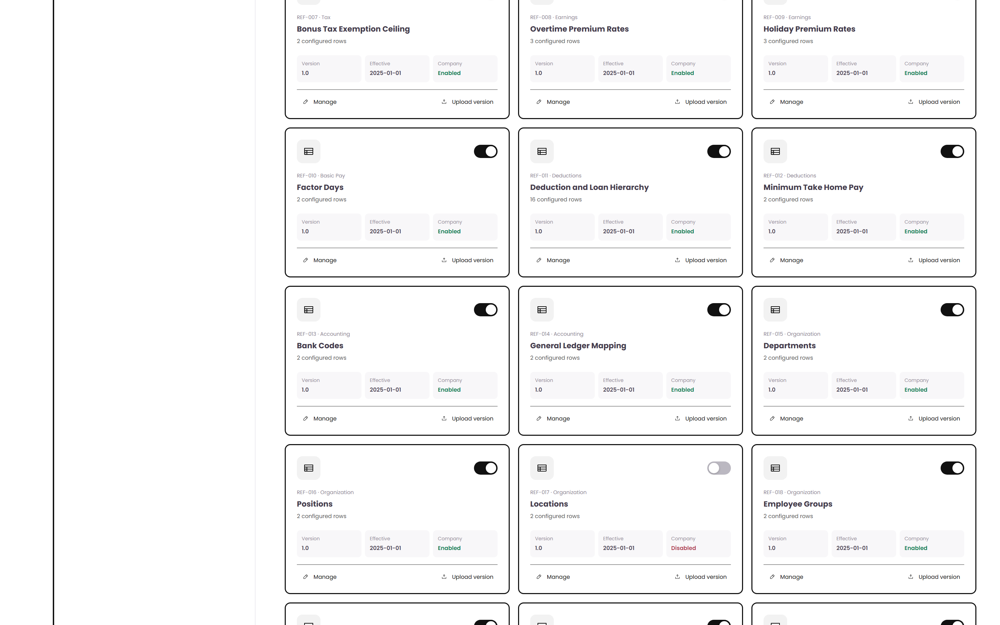 REF-007 · Tax
Bonus Tax Exemption Ceiling
2 configured rows
Version
1.0
Effective
2025-01-01
Company
Enabled
Manage
Upload version
REF-008 · Earnings
Overtime Premium Rates
3 configured rows
Version
1.0
Effective
2025-01-01
Company
Enabled
Manage
Upload version
REF-009 · Earnings
Holiday Premium Rates
3 configured rows
Version
1.0
Effective
2025-01-01
Company
Enabled
Manage
Upload version
REF-010 · Basic Pay
Factor Days
2 configured rows
Version
1.0
Effective
2025-01-01
Company
Enabled
Manage
Upload version
REF-011 · Deductions
Deduction and Loan Hierarchy
16 configured rows
Version
1.0
Effective
2025-01-01
Company
Enabled
Manage
Upload version
REF-012 · Deductions
Minimum Take Home Pay
2 configured rows
Version
1.0
Effective
2025-01-01
Company
Enabled
Manage
Upload version
REF-013 · Accounting
Bank Codes
2 configured rows
Version
1.0
Effective
2025-01-01
Company
Enabled
Manage
Upload version
REF-014 · Accounting
General Ledger Mapping
2 configured rows
Version
1.0
Effective
2025-01-01
Company
Enabled
Manage
Upload version
REF-015 · Organization
Departments
2 configured rows
Version
1.0
Effective
2025-01-01
Company
Enabled
Manage
Upload version
REF-016 · Organization
Positions
2 configured rows
Version
1.0
Effective
2025-01-01
Company
Enabled
Manage
Upload version
REF-017 · Organization
Locations
2 configured rows
Version
1.0
Effective
2025-01-01
Company
Disabled
Manage
Upload version
REF-018 · Organization
Employee Groups
2 configured rows
Version
1.0
Effective
2025-01-01
Company
Enabled
Manage
Upload version